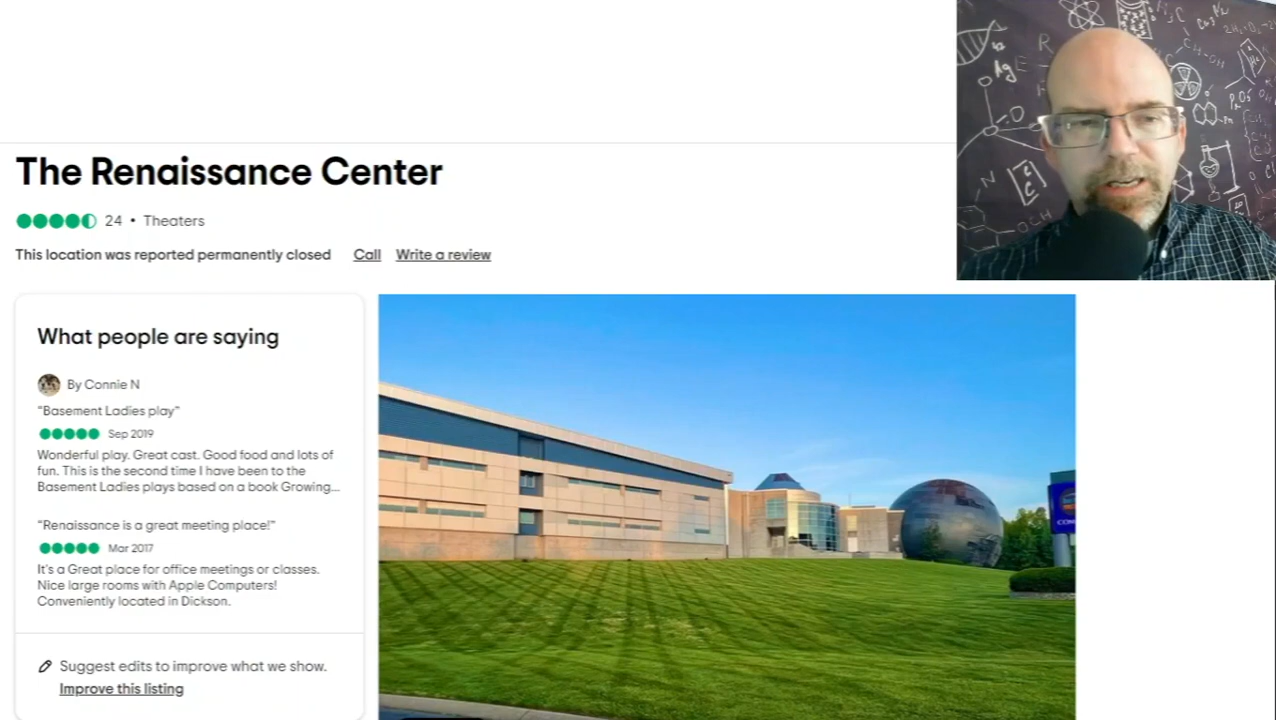 The Renaissance Center
24 • Theaters
This location was reported permanently closed Call Write a review
What people are saying
By Connie N
"Basement Ladies play"
Sep 2019
Wonderful play. Great cast. Good food and lots of
fun. This is the second time I have been to the
Basement Ladies plays based on a book Growing...
"Renaissance is a great meeting place!"
Mar 2017
It's a Great place for office meetings or classes.
Nice large rooms with Apple Computers!
Conveniently located in Dickson.
Suggest edits to improve what we show.
Improve this listing
Ag
R
N
OCH
CH-OH